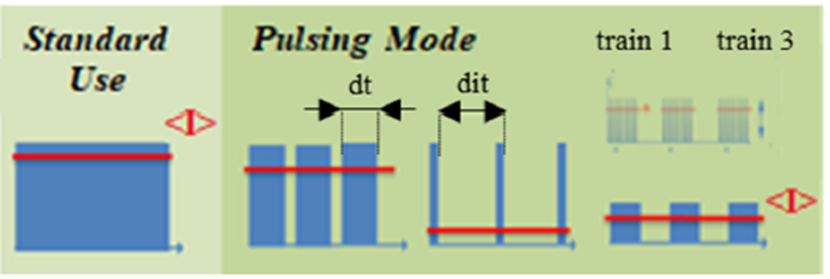 Standard
Use
<I>
Pulsing Mode
dt
dit
train 1
train 3
<I>